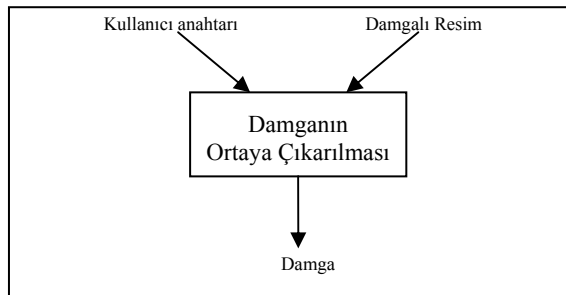 Kullanıcı anahtarı
Damgalı Resim
Damganın
Ortaya Çıkarılması
Damga